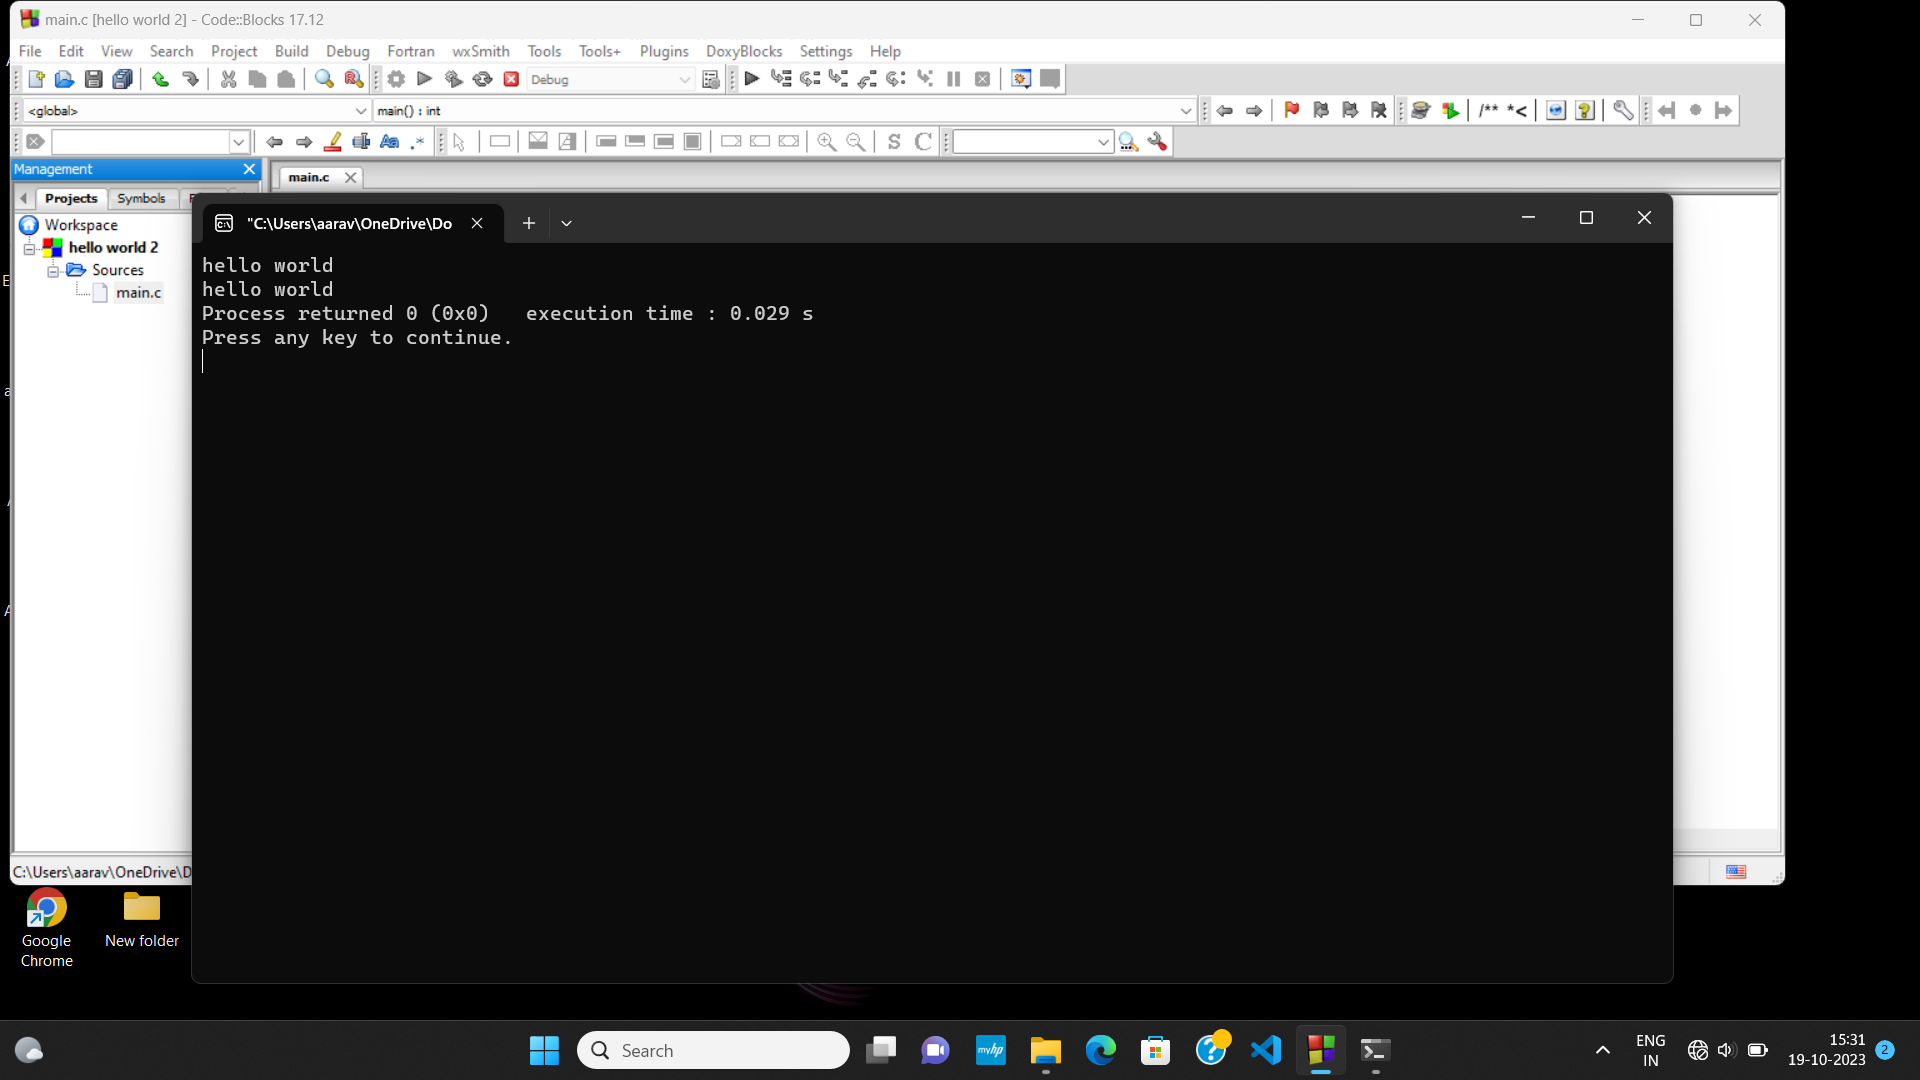 main.c [hello world 2] - Code::Blocks 17.12
File Edit View Search Project Build Debug Fortran wxSmith Tools Tools+ Plugins DoxyBlocks Settings Help
Debug
<global> main() : int
/** *<
Aa .*
S C
Management
main.c
Projects Symbols
Workspace
hello world 2
Sources
main.c
"C:\Users\aarav\OneDrive\Do
hello world
hello world
Process returned 0 (0x0)   execution time : 0.029 s
Press any key to continue.
C:\Users\aarav\OneDrive\D
Google Chrome
New folder
Search
myhp
ENG
IN
15:31
19-10-2023
2